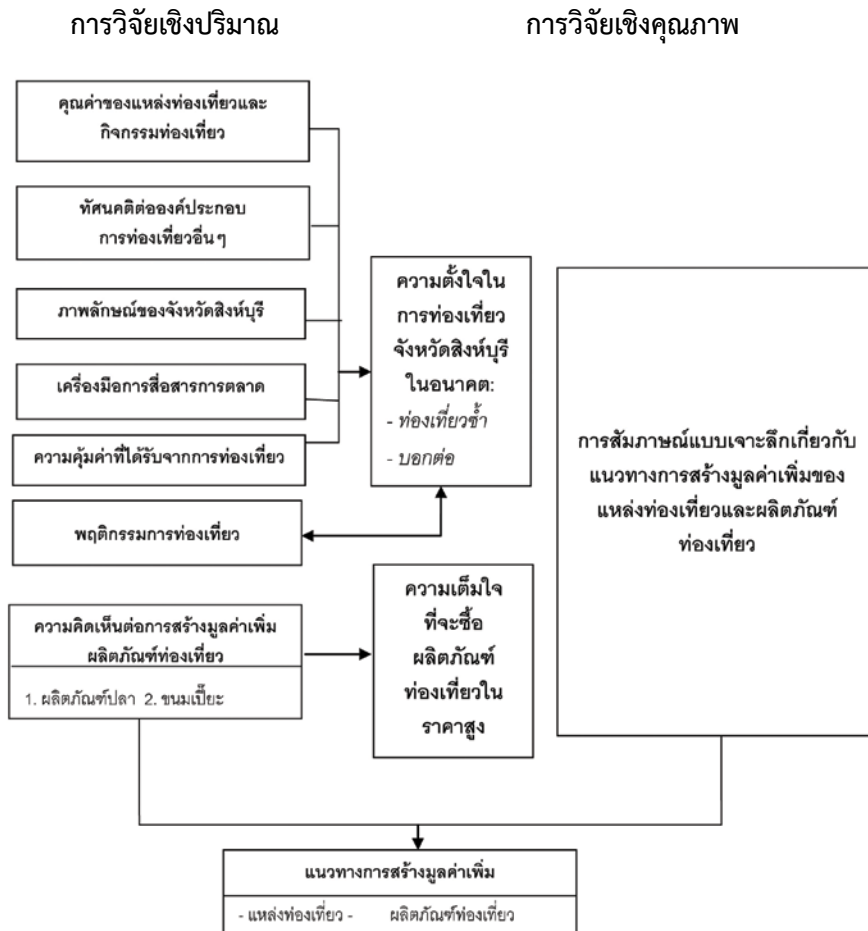 การวิจัยเชิงปริมาณ
การวิจัยเชิงคุณภาพ
คุณค่าของแหล่งท่องเที่ยวและ
กิจกรรมท่องเที่ยว
ทัศนคติต่อองค์ประกอบ
การท่องเที่ยวอื่นๆ
ภาพลักษณ์ของจังหวัดสิงห์บุรี
เครื่องมือการสื่อสารการตลาด
ความคุ้มค่าที่ได้รับจากการท่องเที่ยว
พฤติกรรมการท่องเที่ยว
ความตั้งใจใน
การท่องเที่ยว
จังหวัดสิงห์บุรี
ในอนาคต:
- ท่องเที่ยวซ้ำ
- บอกต่อ
ความคิดเห็นต่อการสร้างมูลค่าเพิ่ม
ผลิตภัณฑ์ท่องเที่ยว
1. ผลิตภัณฑ์ปลา 2. ขนมเปี๊ยะ
ความเต็มใจ
ที่จะซื้อ
ผลิตภัณฑ์
ท่องเที่ยวใน
ราคาสูง
การสัมภาษณ์แบบเจาะลึกเกี่ยวกับ
แนวทางการสร้างมูลค่าเพิ่มของ
แหล่งท่องเที่ยวและผลิตภัณฑ์
ท่องเที่ยว
แนวทางการสร้างมูลค่าเพิ่ม
- แหล่งท่องเที่ยว - ผลิตภัณฑ์ท่องเที่ยว